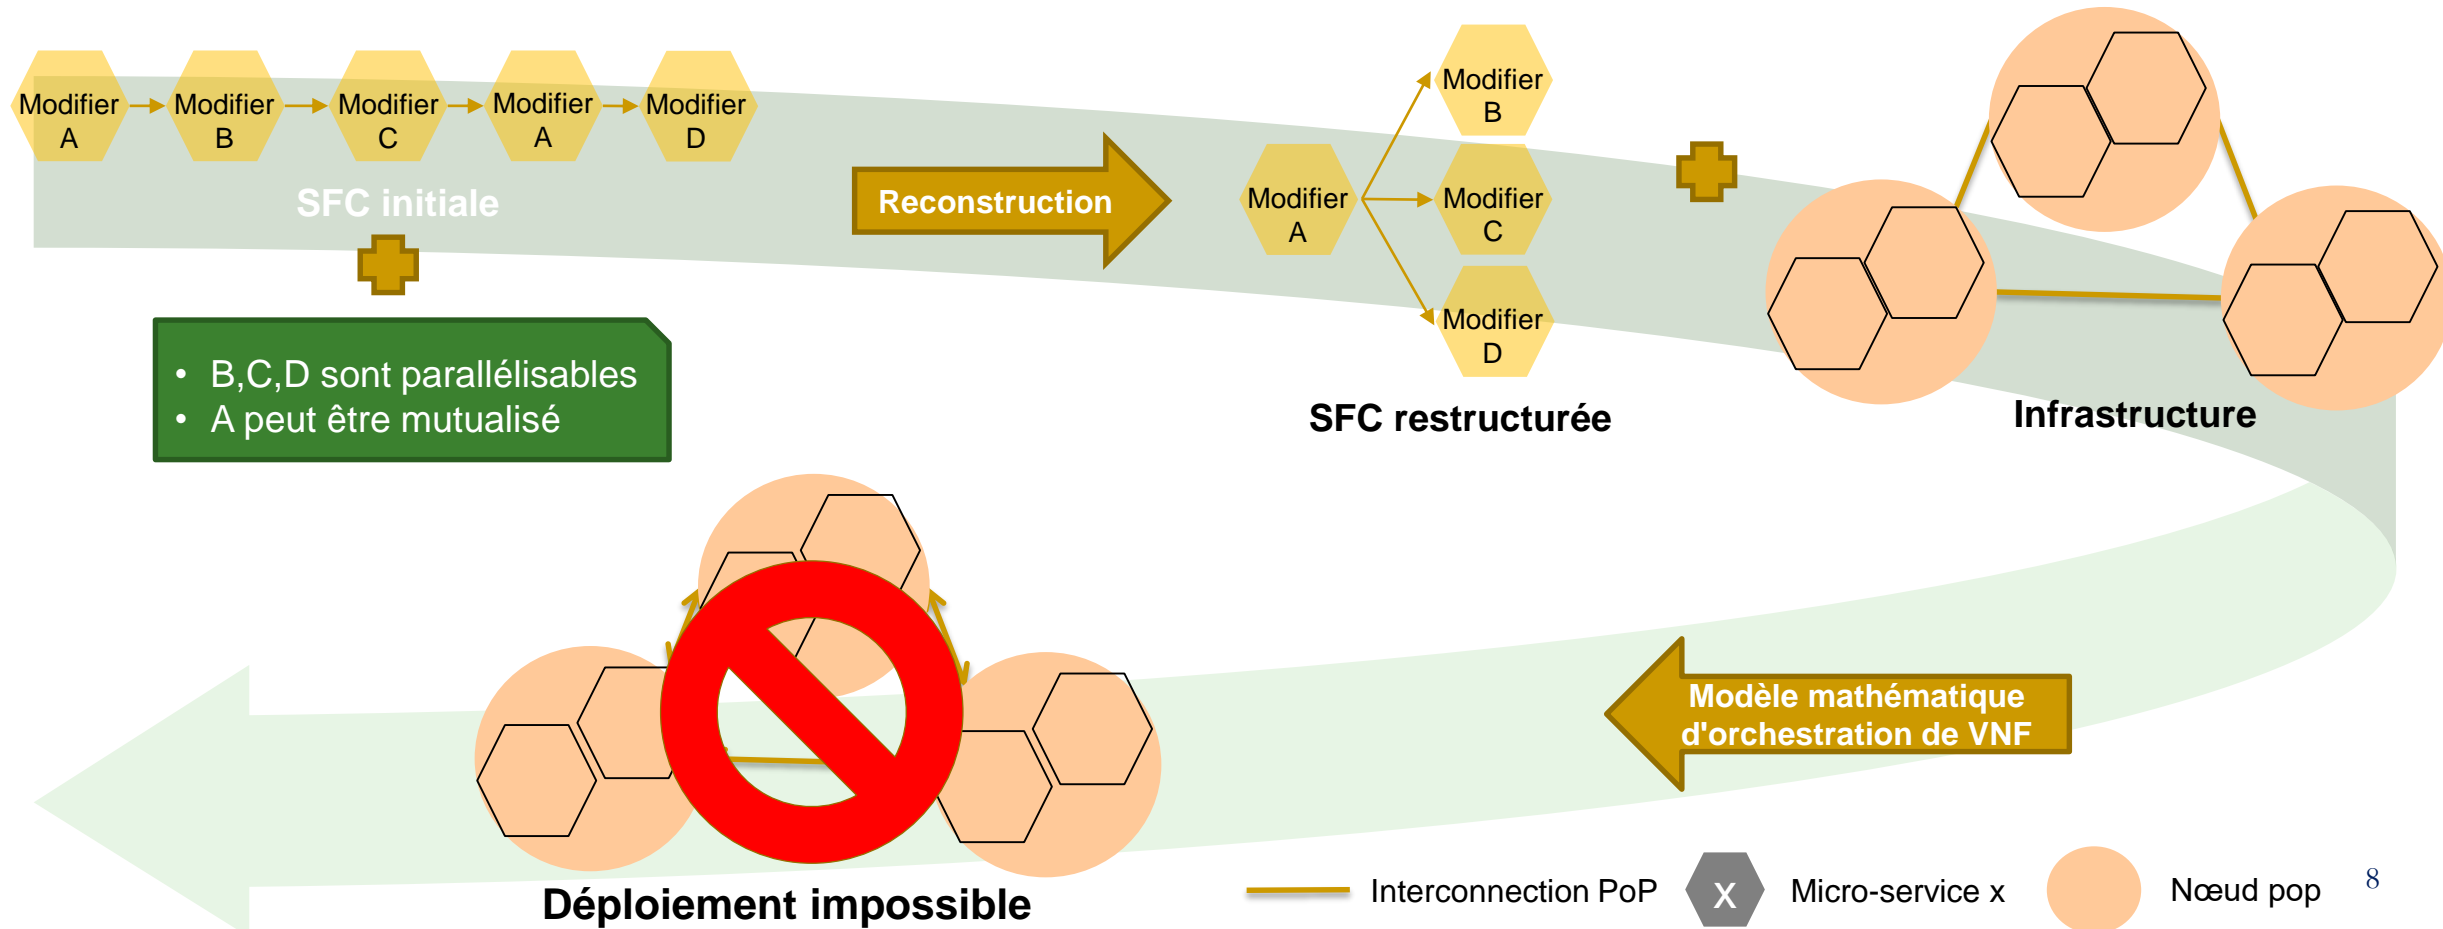 Modifier
A
Modifier
B
Modifier
C
Modifier
A
Modifier
D
SFC initiale
• B,C,D sont parallélisables
• A peut être mutualisé
Reconstruction
Modifier
A
Modifier
B
Modifier
C
Modifier
D
SFC restructurée
Infrastructure
Modèle mathématique
d'orchestration de VNF
Déploiement impossible
Interconnection PoP
X
Micro-service x
Nœud pop
8